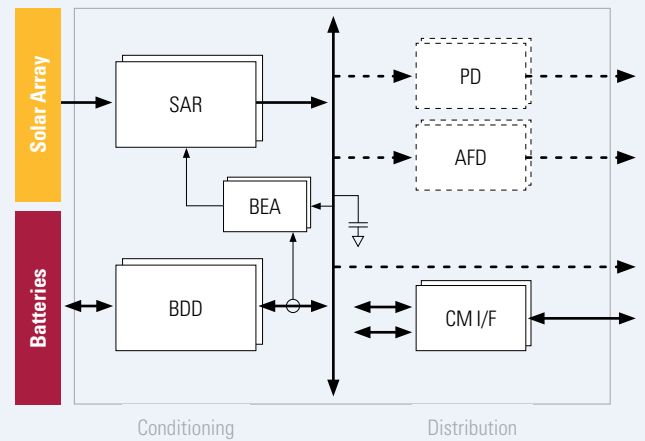 Solar Array
SAR
PD
AFD
BEA
Batteries
BDD
CM I/F
Conditioning
Distribution